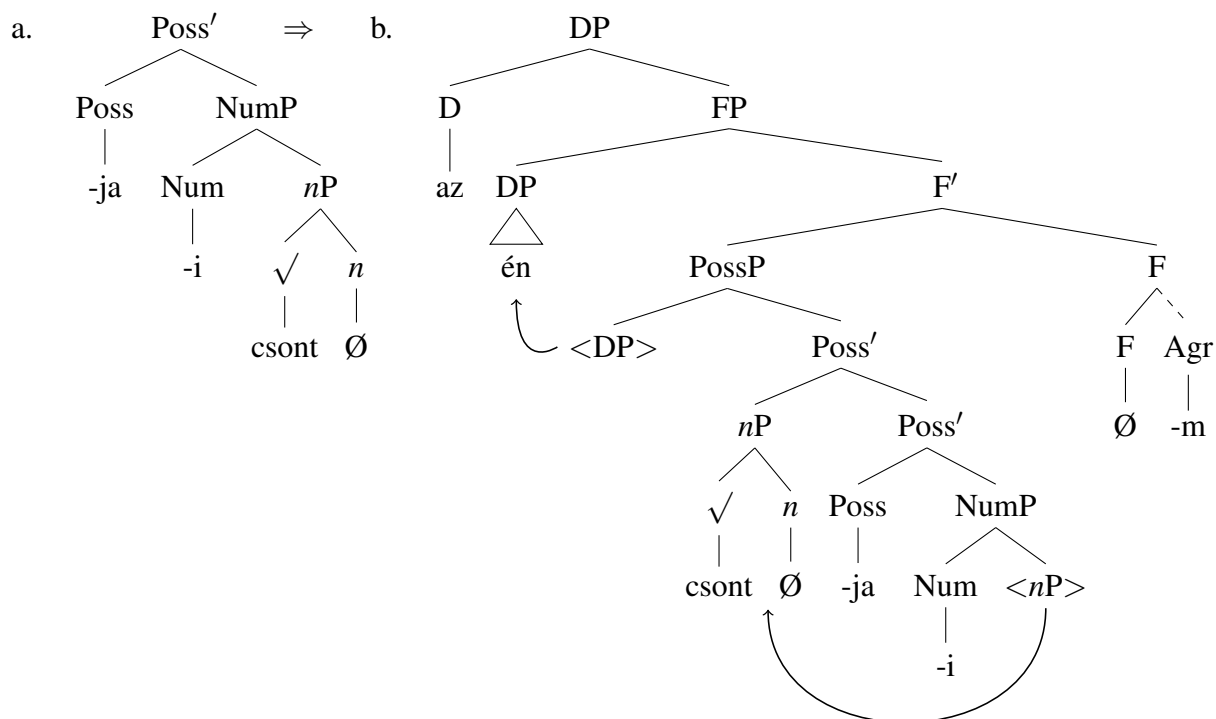 a. Poss′ ⇒ b. DP
Poss NumP D FP
-ja Num nP az DP F′
-i √ n én PossP F
csont Ø <DP> Poss′ F Agr
nP Poss′ Ø -m
√ n Poss NumP
csont Ø -ja Num <nP>
-i